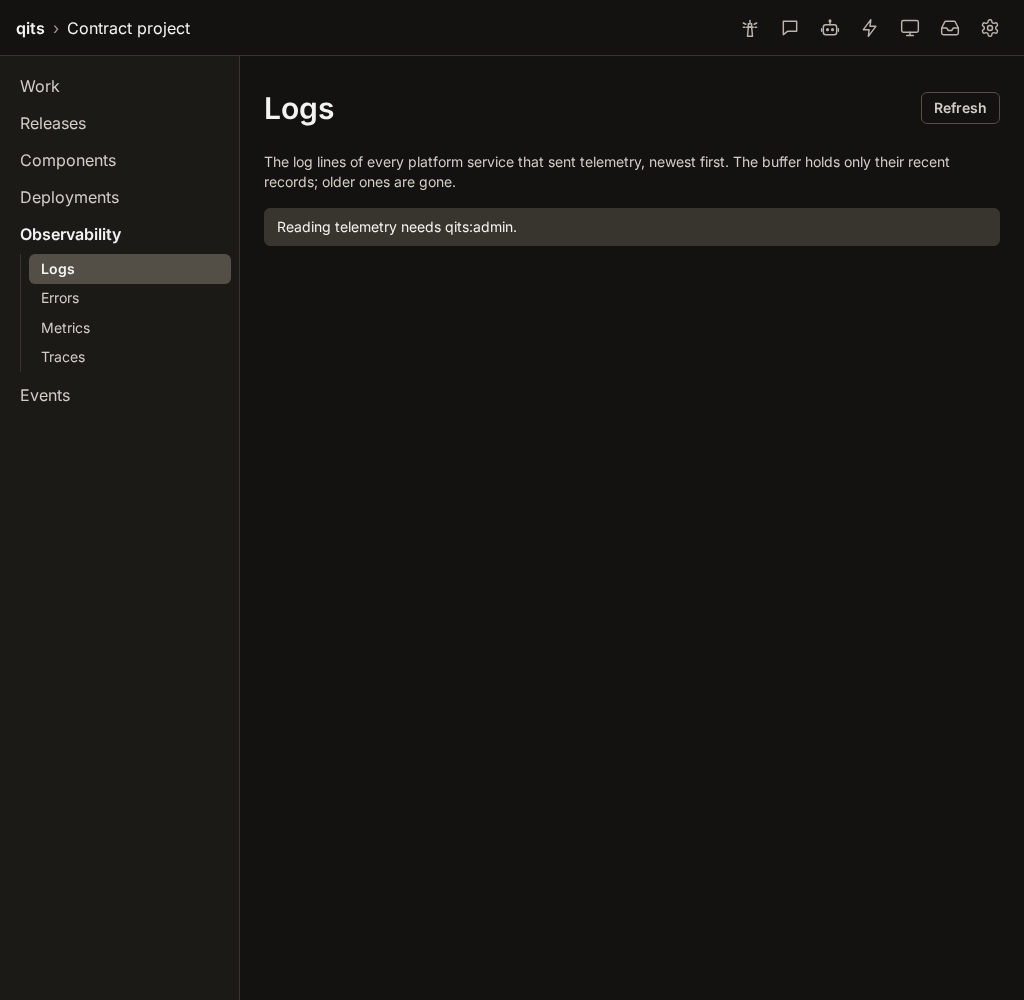 qits › Contract project
Work
Releases
Components
Deployments
Observability
Logs
Errors
Metrics
Traces
Events
Logs
Refresh
The log lines of every platform service that sent telemetry, newest first. The buffer holds only their recent
records; older ones are gone.
Reading telemetry needs qits:admin.